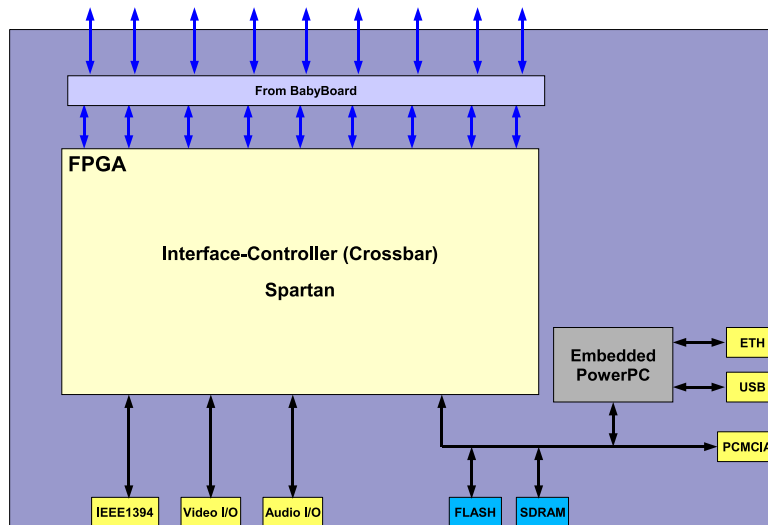 From BabyBoard
FPGA
Interface-Controller (Crossbar)
Spartan
Embedded
PowerPC
ETH
USB
PCMCIA
IEEE1394
Video I/O
Audio I/O
FLASH
SDRAM